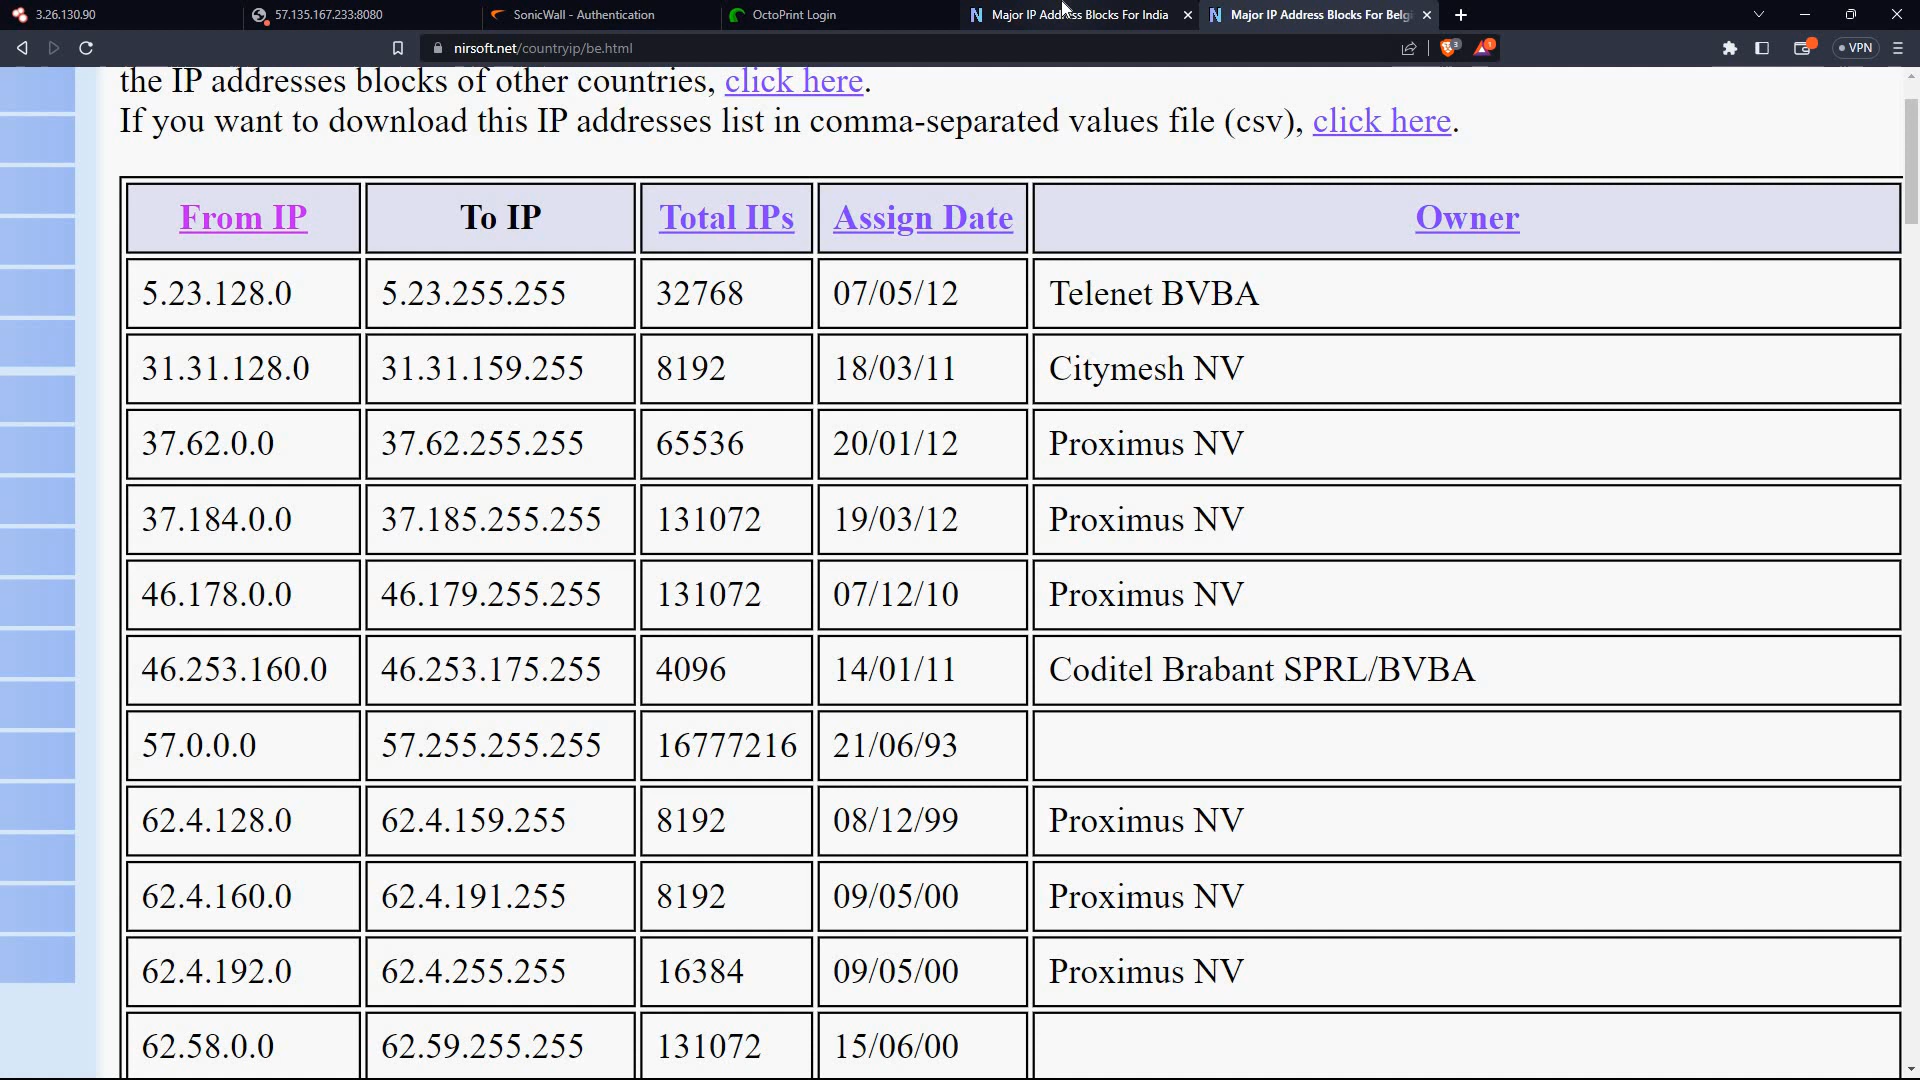 3.26.130.90
57.135.167.233:8080
SonicWall - Authentication
OctoPrint Login
Major IP Address Blocks For India
Major IP Address Blocks For Belgi
nirsoft.net/countryip/be.html
3
1
VPN
the IP addresses blocks of other countries, click here.
If you want to download this IP addresses list in comma-separated values file (csv), click here.
From IP To IP Total IPs Assign Date Owner
5.23.128.0 5.23.255.255 32768 07/05/12 Telenet BVBA
31.31.128.0 31.31.159.255 8192 18/03/11 Citymesh NV
37.62.0.0 37.62.255.255 65536 20/01/12 Proximus NV
37.184.0.0 37.185.255.255 131072 19/03/12 Proximus NV
46.178.0.0 46.179.255.255 131072 07/12/10 Proximus NV
46.253.160.0 46.253.175.255 4096 14/01/11 Coditel Brabant SPRL/BVBA
57.0.0.0 57.255.255.255 16777216 21/06/93
62.4.128.0 62.4.159.255 8192 08/12/99 Proximus NV
62.4.160.0 62.4.191.255 8192 09/05/00 Proximus NV
62.4.192.0 62.4.255.255 16384 09/05/00 Proximus NV
62.58.0.0 62.59.255.255 131072 15/06/00